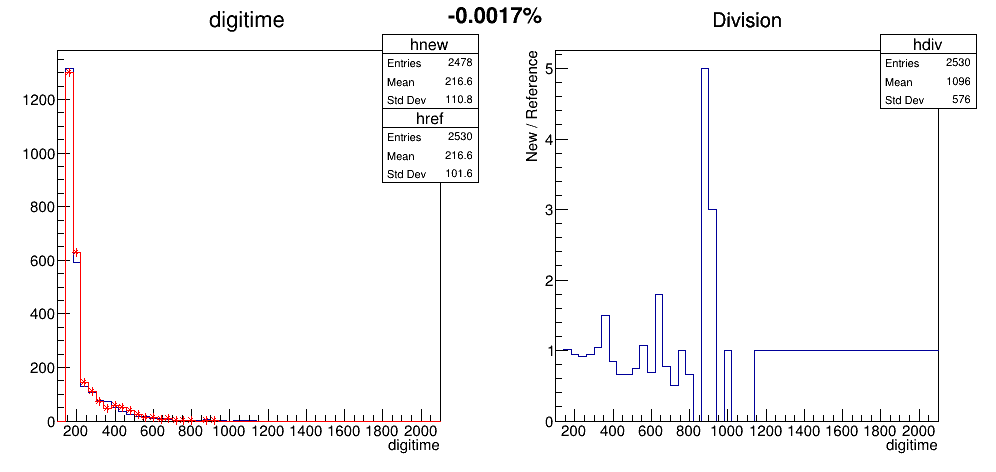 -0.0017%
digitime
hnew
Entries 2478
Mean 216.6
Std Dev 110.8
href
Entries 2530
Mean 216.6
Std Dev 101.6
1200
1000
800
600
400
200
0
200 400 600 800 1000 1200 1400 1600 1800 2000
digitime
Division
hdiv
Entries 2530
Mean 1096
Std Dev 576
New / Reference
5
4
3
2
1
0
200 400 600 800 1000 1200 1400 1600 1800 2000
digitime